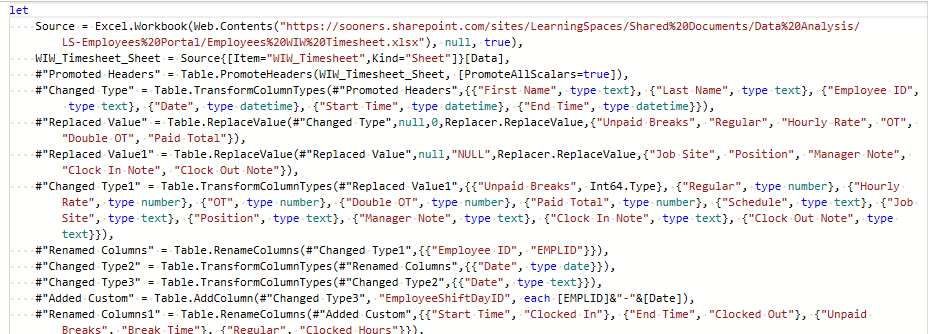 let
Source = Excel.Workbook(Web.Contents("https://sooners.sharepoint.com/sites/LearningSpaces/Shared%20Documents/Data%20Analysis/
LS-Employees%20Portal/Employees%20WIW%20Timesheet.xlsx"), null, true),
WIW_Timesheet_Sheet = Source{[Item="WIW_Timesheet",Kind="Sheet"]}[Data],
#"Promoted Headers" = Table.PromoteHeaders(WIW_Timesheet_Sheet, [PromoteAllScalars=true]),
#"Changed Type" = Table.TransformColumnTypes(#"Promoted Headers",{{"First Name", type text}, {"Last Name", type text}, {"Employee ID",
type text}, {"Date", type datetime}, {"Start Time", type datetime}, {"End Time", type datetime}}),
#"Replaced Value" = Table.ReplaceValue(#"Changed Type",null,0,Replacer.ReplaceValue,{"Unpaid Breaks", "Regular", "Hourly Rate", "OT",
"Double OT", "Paid Total"}),
#"Replaced Value1" = Table.ReplaceValue(#"Replaced Value",null,"NULL",Replacer.ReplaceValue,{"Job Site", "Position", "Manager Note",
"Clock In Note", "Clock Out Note"}),
#"Changed Type1" = Table.TransformColumnTypes(#"Replaced Value1",{{"Unpaid Breaks", Int64.Type}, {"Regular", type number}, {"Hourly
Rate", type number}, {"OT", type number}, {"Double OT", type number}, {"Paid Total", type number}, {"Schedule", type text}, {"Job
Site", type text}, {"Position", type text}, {"Manager Note", type text}, {"Clock In Note", type text}, {"Clock Out Note", type
text}}),
#"Renamed Columns" = Table.RenameColumns(#"Changed Type1",{{"Employee ID", "EMPLID"}}),
#"Changed Type2" = Table.TransformColumnTypes(#"Renamed Columns",{{"Date", type date}}),
#"Changed Type3" = Table.TransformColumnTypes(#"Changed Type2",{{"Date", type text}}),
#"Added Custom" = Table.AddColumn(#"Changed Type3", "EmployeeShiftDayID", each [EMPLID]&"-"&[Date]),
#"Renamed Columns1" = Table.RenameColumns(#"Added Custom",{{"Start Time", "Clocked In"}, {"End Time", "Clocked Out"}, {"Unpaid
Breaks", "Break Time"}, {"Regular", "Clocked Hours"}}),